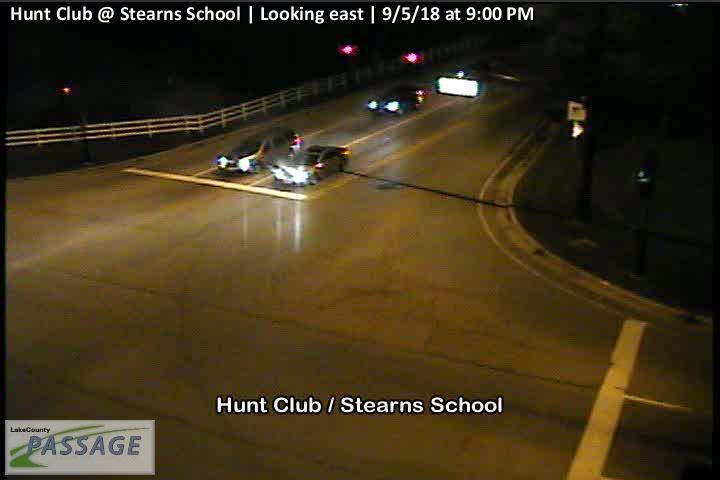 Hunt Club @ Stearns School | Looking east | 9/5/18 at 9:00 PM
Hunt Club / Stearns School
LakeCounty
PASSAGE